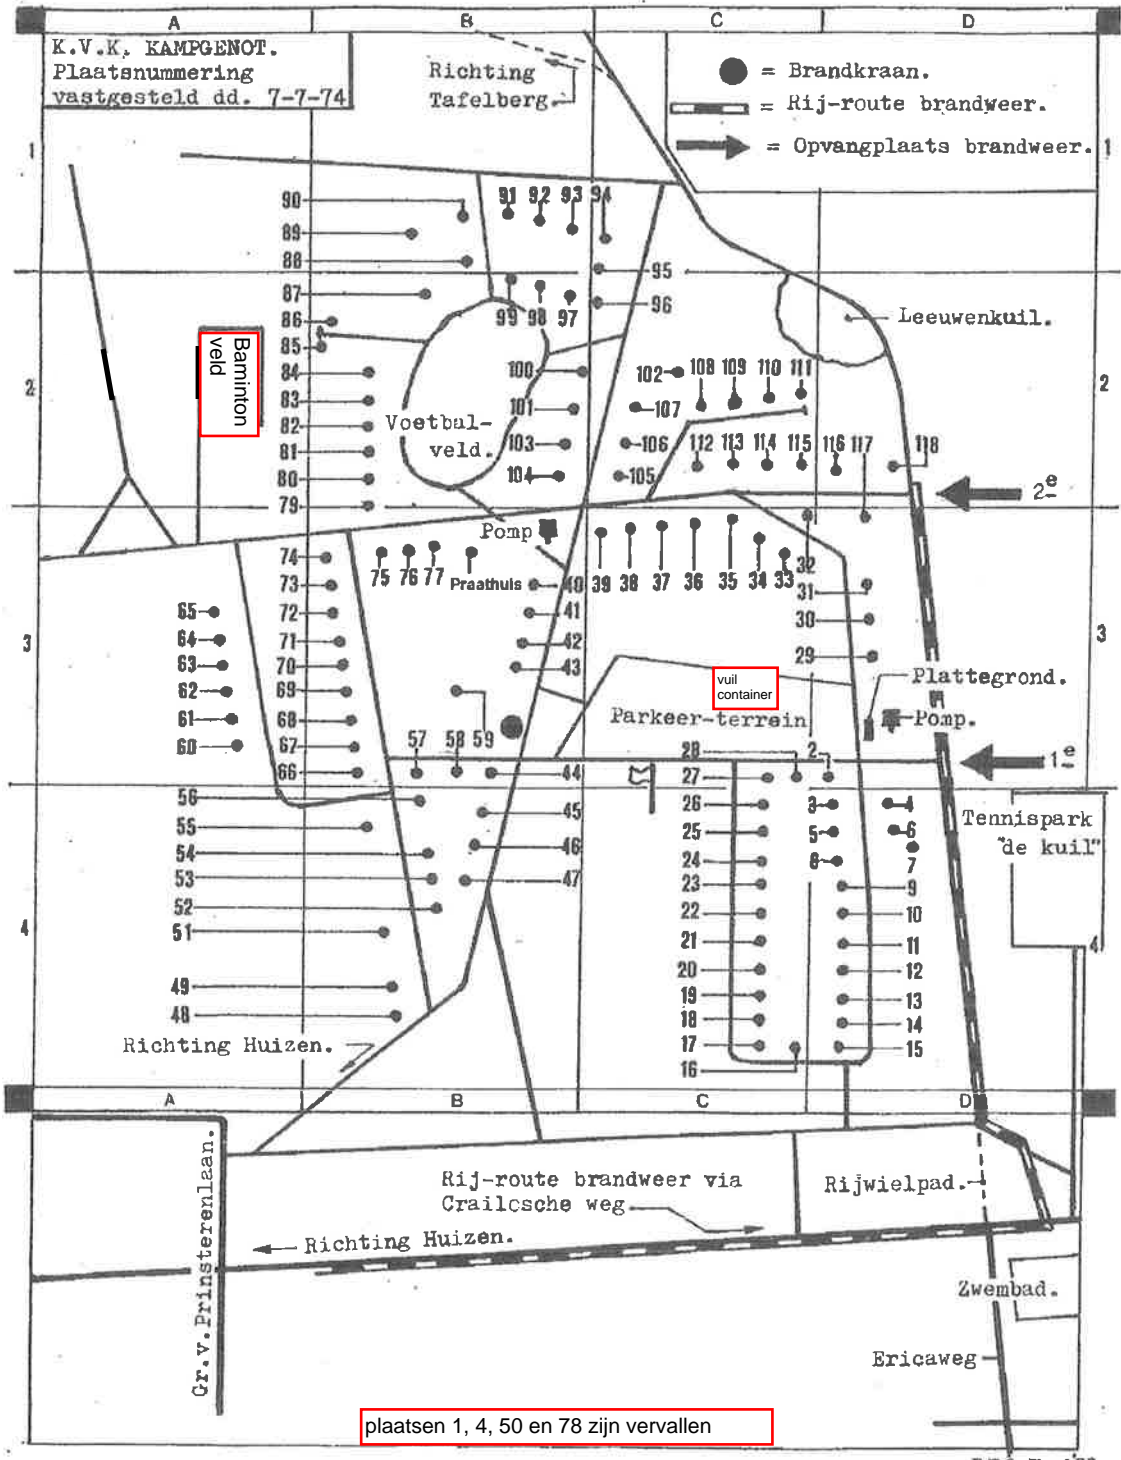 A B C D
K.V.K. KAMPGENOT.
Plaatsnummering
vastgesteld dd. 7-7-74
Richting
Tafelberg.
= Brandkraan.
= Rij-route brandweer.
= Opvangplaats brandweer.
1 1
90 91 92 93 94
89
88 95
87 99 98 97 96
Leeuwenkuil.
86
85
Baminton
veld
2 2
84 100 102 108 109 110 111
83 101 107
Voetbal-
veld.
82
81 103 106 112 113 114 115 116 117 118
80 104 105
79
2e
Pomp
74 75 76 77 Praathuis 39 38 37 36 35 34 33 32
73 40 31
65 72 41 30
3 3
64 71 42 29
63 70 43
62 69
vuil
container
Plattegrond.
61 68
Parkeer-terrein
Pomp.
60 67 57 58 59 28 2
1e
66 44 27
56 45 26 3 4
Tennispark
"de kuil"
55 46 25 5 6
54 24 8 7
53 47 23 9
52 22 10
4 4
51 21 11
20 12
49 19 13
48 18 14
Richting Huizen.
17 15
16
A B C D
Gr.v.Prinsterenlaan.
Rij-route brandweer via
Crailosche weg.
Rijwielpad.
Richting Huizen.
Zwembad.
Ericaweg
plaatsen 1, 4, 50 en 78 zijn vervallen